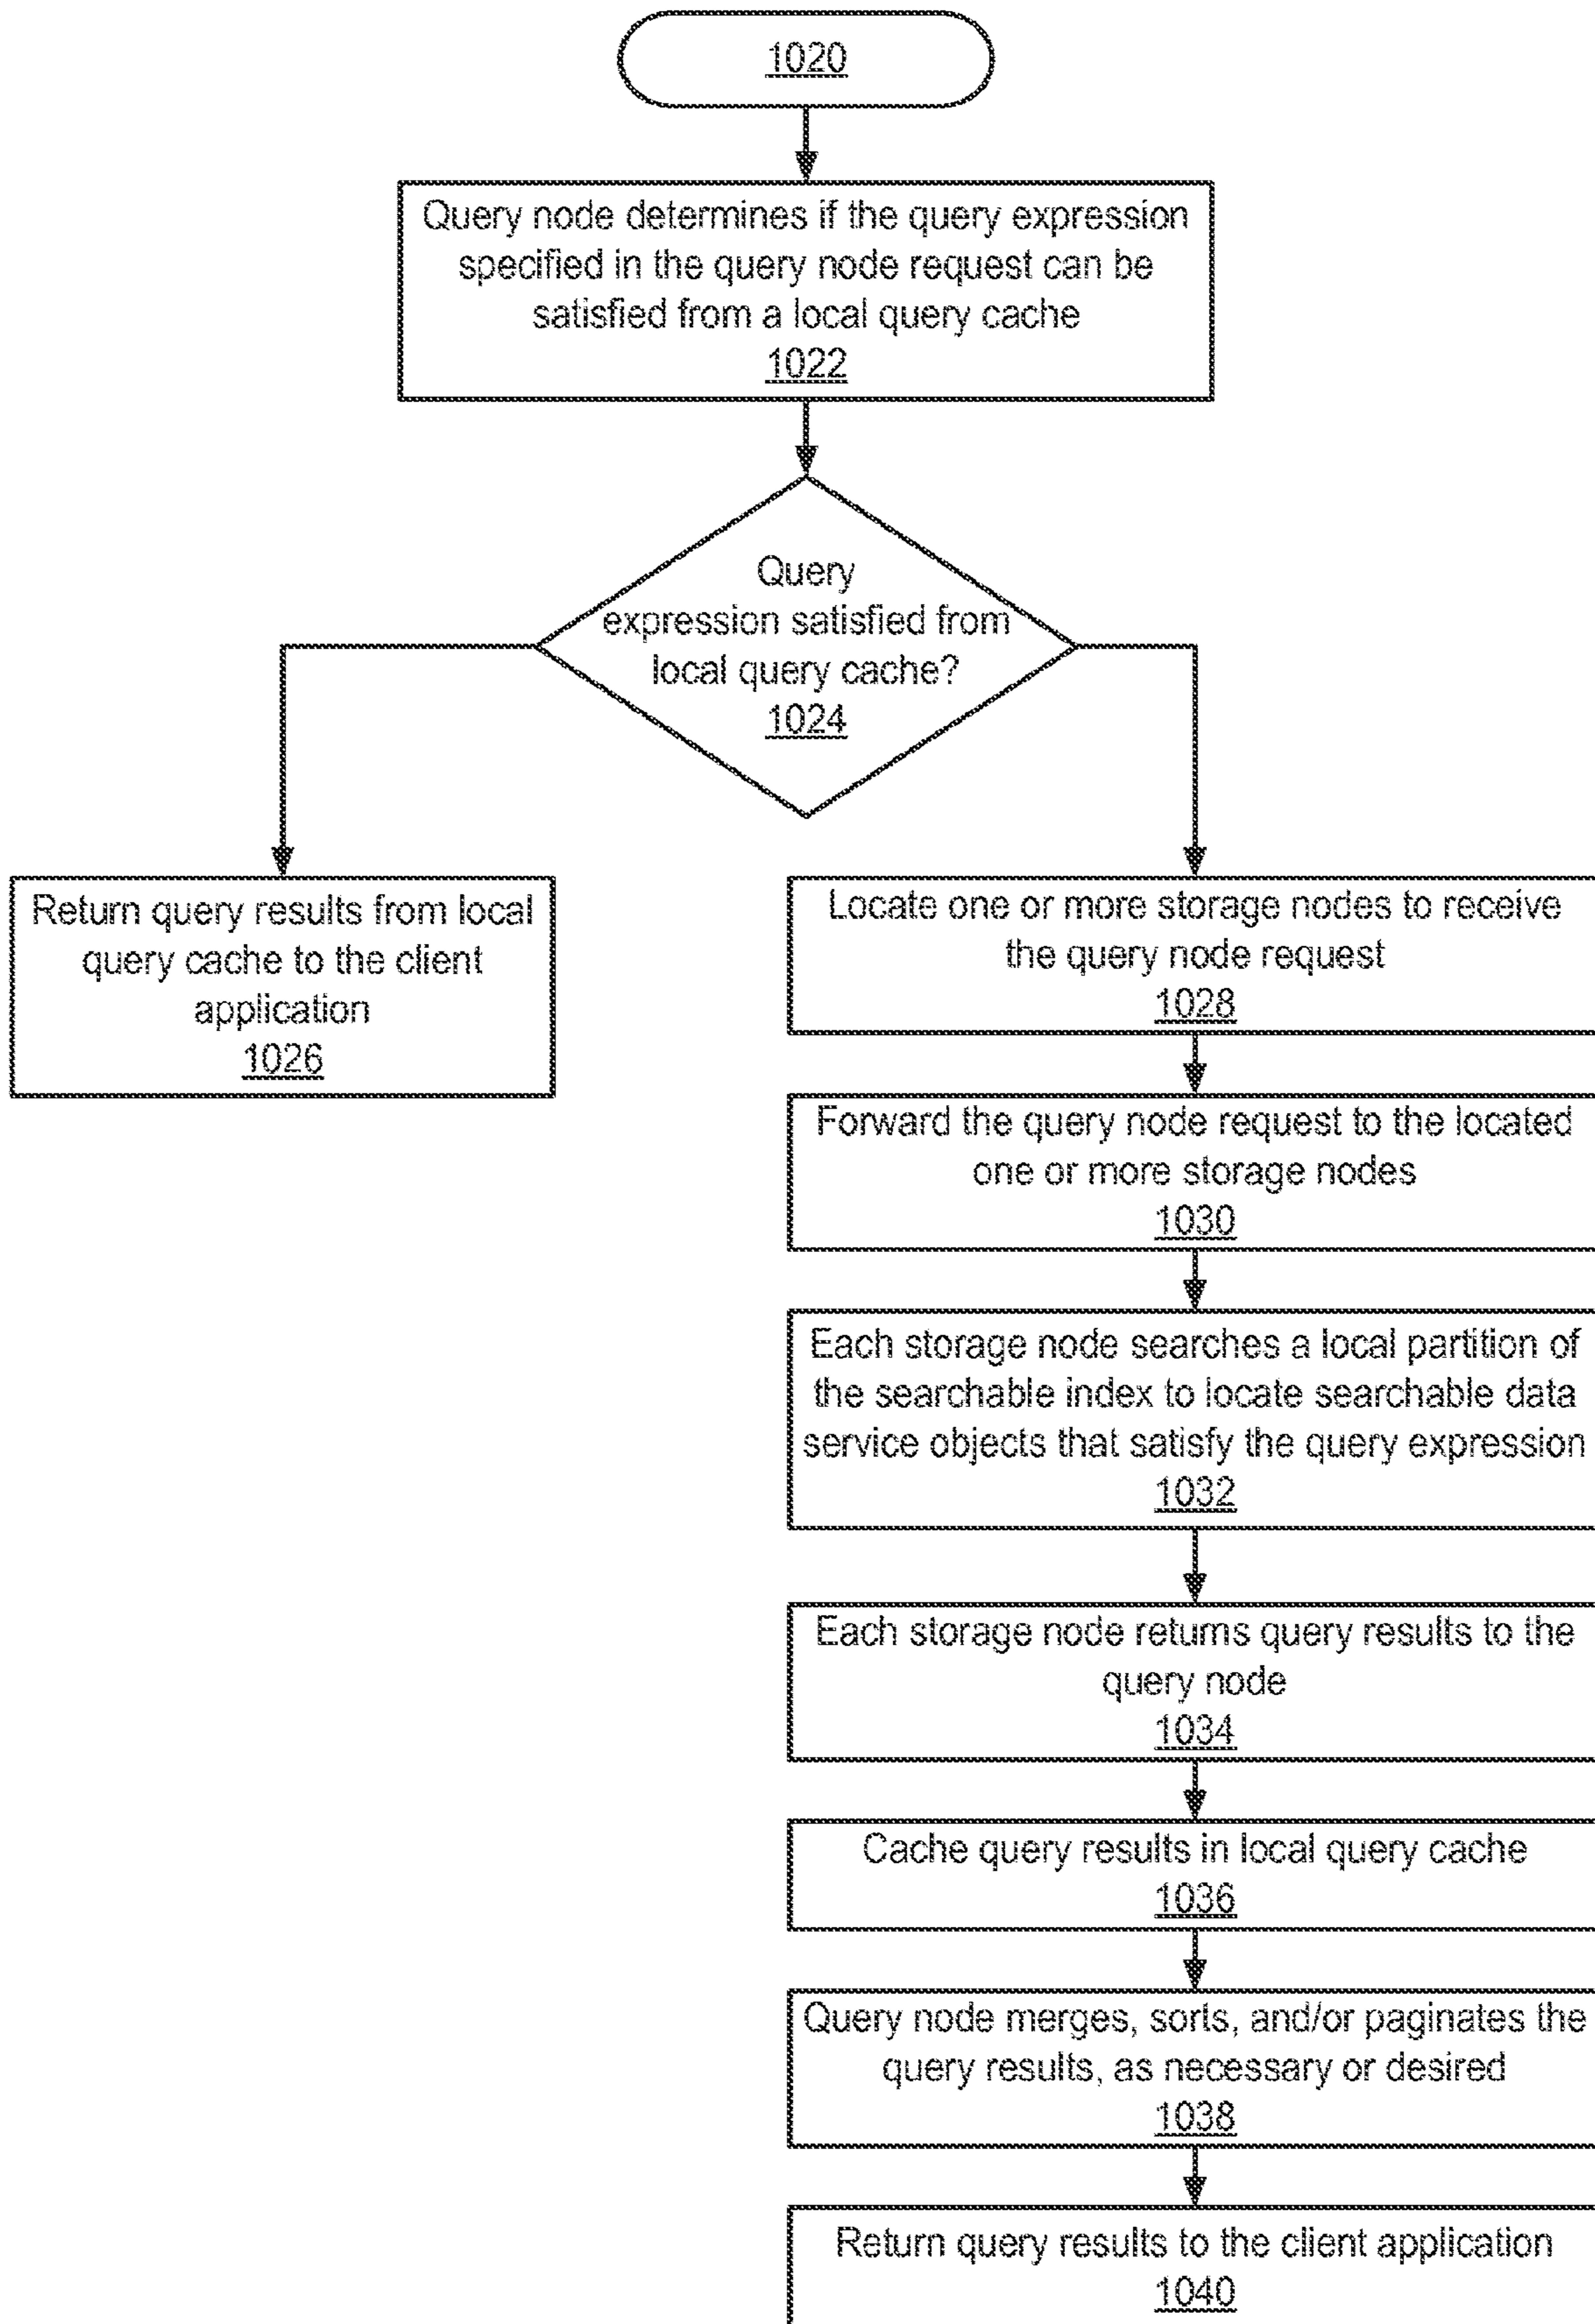 1020
Query node determines if the query expression
specified in the query node request can be
satisfied from a local query cache
1022
Query
expression satisfied from
local query cache?
1024
Return query results from local
query cache to the client
application
1026
Locate one or more storage nodes to receive
the query node request
1028
Forward the query node request to the located
one or more storage nodes
1030
Each storage node searches a local partition of
the searchable index to locate searchable data
service objects that satisfy the query expression
1032
Each storage node returns query results to the
query node
1034
Cache query results in local query cache
1036
Query node merges, sorts, and/or paginates the
query results, as necessary or desired
1038
Return query results to the client application
1040